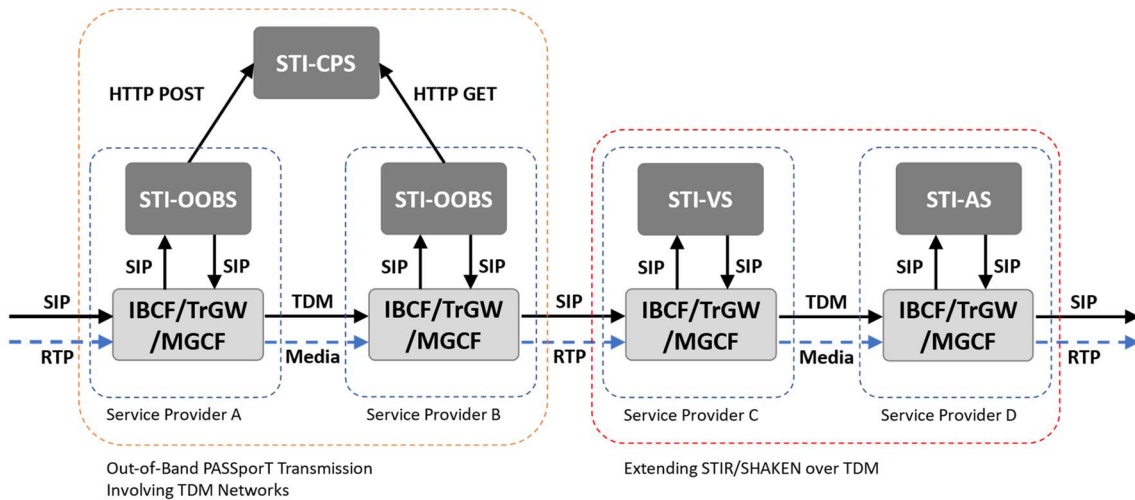 STI-CPS
HTTP POST
HTTP GET
STI-OOBS
STI-OOBS
STI-VS
STI-AS
SIP
SIP
SIP
SIP
SIP
SIP
SIP
SIP
SIP
IBCF/TrGW
/MGCF
TDM
IBCF/TrGW
/MGCF
SIP
IBCF/TrGW
/MGCF
TDM
IBCF/TrGW
/MGCF
SIP
RTP
Media
RTP
Media
RTP
Service Provider A
Service Provider B
Service Provider C
Service Provider D
Out-of-Band PASSporT Transmission
Involving TDM Networks
Extending STIR/SHAKEN over TDM